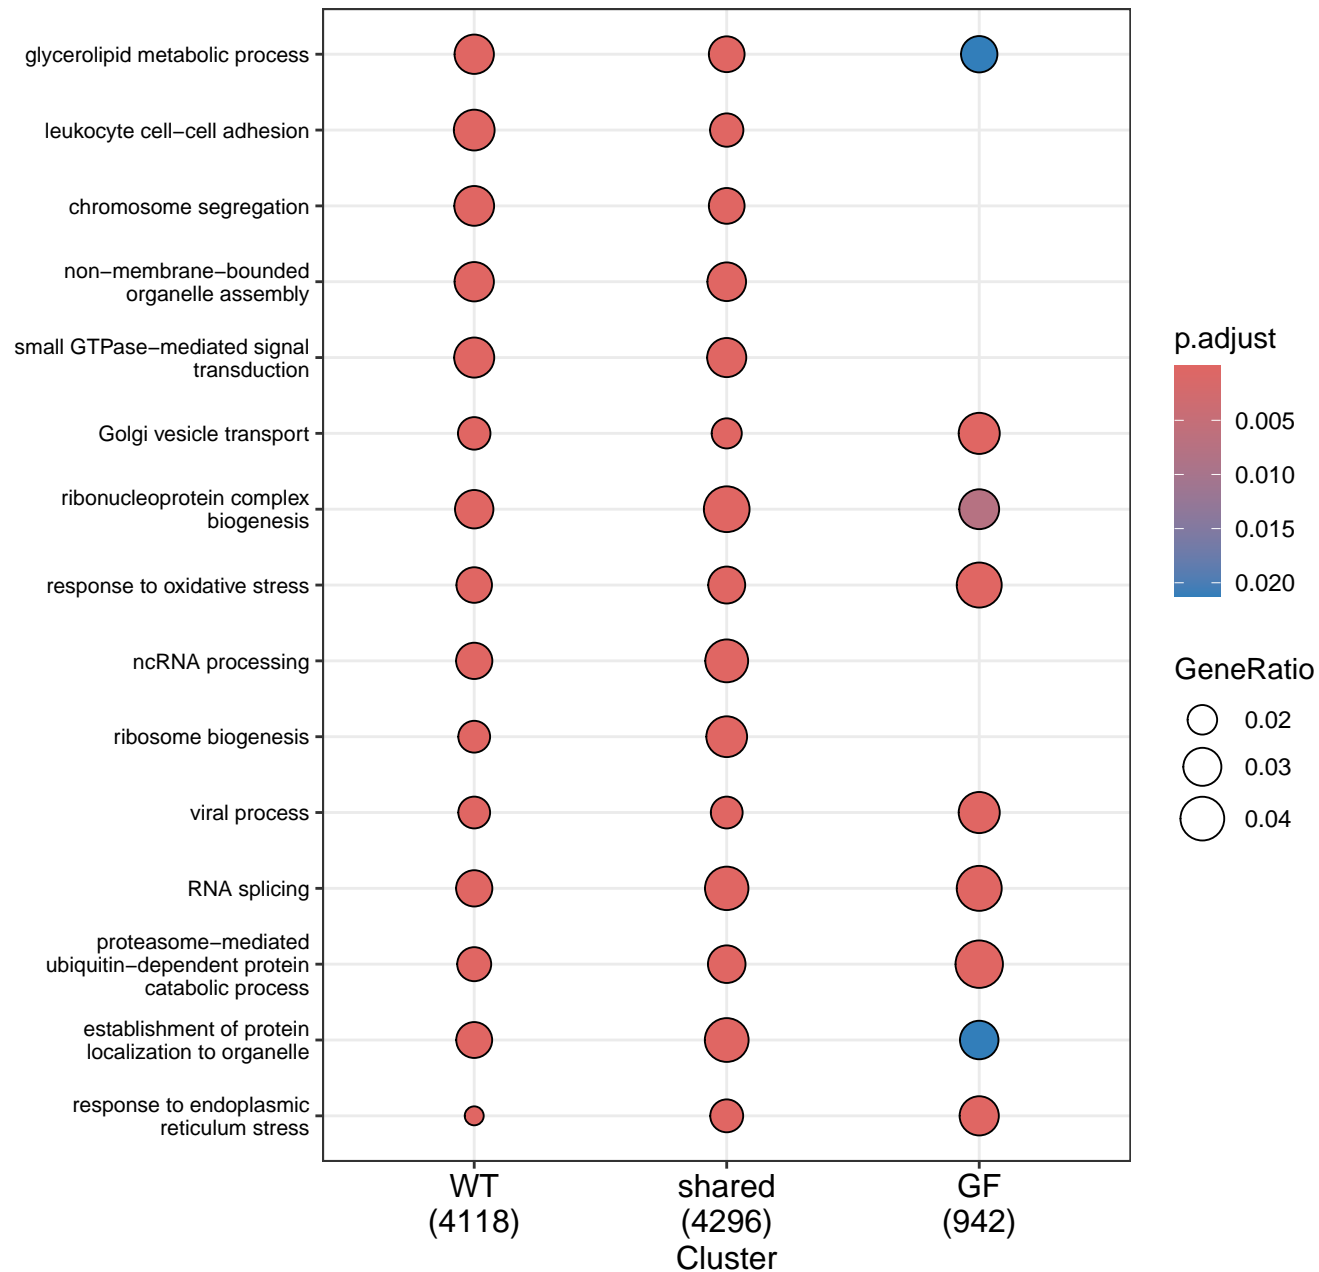 glycerolipid metabolic process
leukocyte cell−cell adhesion
chromosome segregation
non−membrane−bounded
organelle assembly
small GTPase−mediated signal
transduction
Golgi vesicle transport
ribonucleoprotein complex
biogenesis
response to oxidative stress
ncRNA processing
ribosome biogenesis
viral process
RNA splicing
proteasome−mediated
ubiquitin−dependent protein
catabolic process
establishment of protein
localization to organelle
response to endoplasmic
reticulum stress
WT
(4118)
shared
(4296)
GF
(942)
Cluster
p.adjust
0.005
0.010
0.015
0.020
GeneRatio
0.02
0.03
0.04